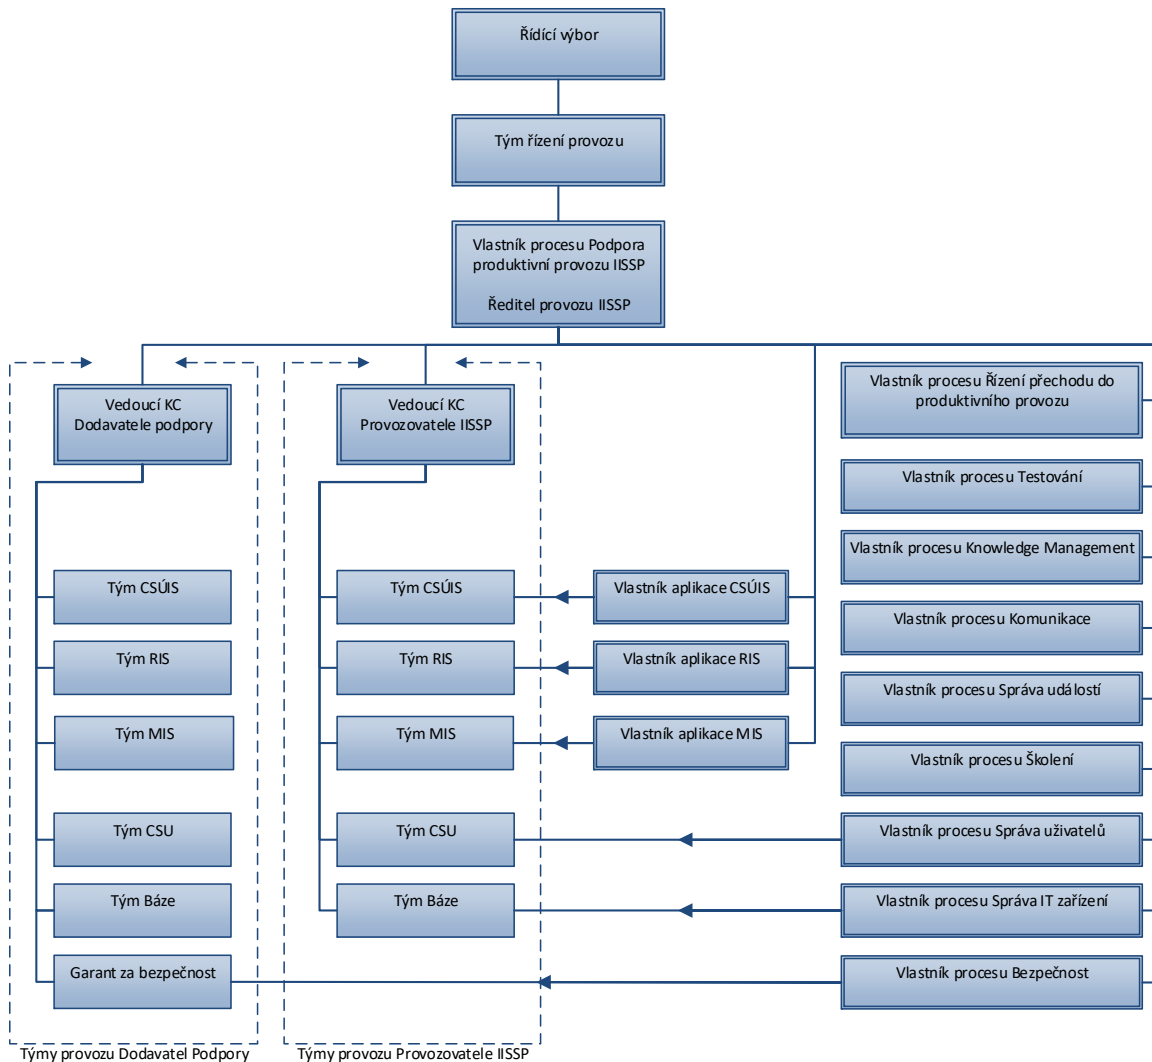 Řídící výbor
Tým řízení provozu
Vlastník procesu Podpora
produktivní provozu IISSP
Ředitel provozu IISSP
Vedoucí KC
Dodavatele podpory
Vedoucí KC
Provozovatele IISSP
Vlastník procesu Řízení přechodu do
produktivního provozu
Vlastník procesu Testování
Vlastník procesu Knowledge Management
Tým CSÚIS
Tým CSÚIS
Vlastník aplikace CSÚIS
Vlastník procesu Komunikace
Tým RIS
Tým RIS
Vlastník aplikace RIS
Vlastník procesu Správa událostí
Tým MIS
Tým MIS
Vlastník aplikace MIS
Vlastník procesu Školení
Tým CSU
Tým CSU
Vlastník procesu Správa uživatelů
Tým Báze
Tým Báze
Vlastník procesu Správa IT zařízení
Garant za bezpečnost
Vlastník procesu Bezpečnost
Týmy provozu Dodavatel Podpory
Týmy provozu Provozovatele IISSP